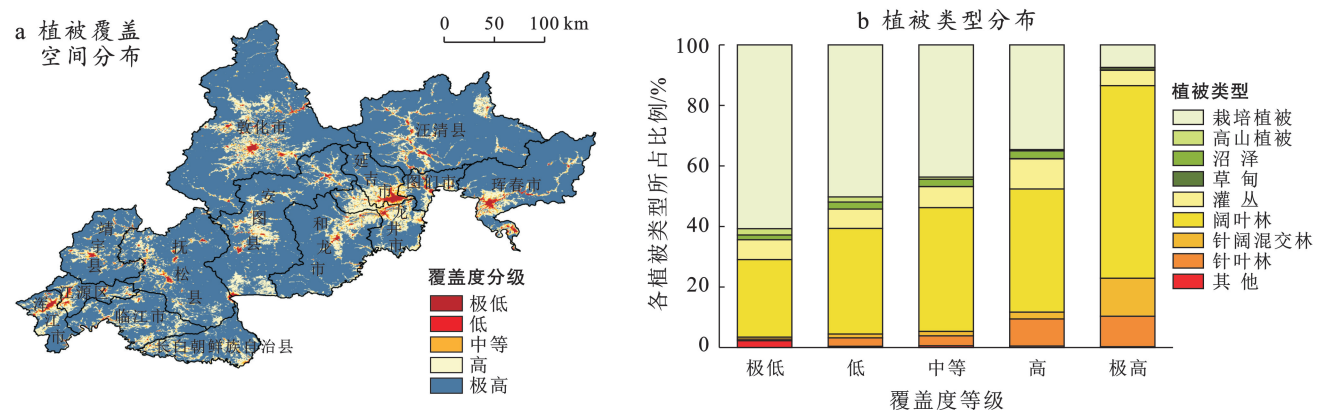 a 植被覆盖
空间分布
0 50 100 km
敦化市
汪清县
延吉市
图们市
珲春市
安图县
和龙市
龙井市
靖宇县
抚松县
江源区
浑江市
临江市
长白朝鲜族自治县
覆盖度分级
极低
低
中等
高
极高
b 植被类型分布
各植被类型所占比例/%
100
80
60
40
20
0
极低 低 中等 高 极高
覆盖度等级
植被类型
栽培植被
高山植被
沼 泽
草 甸
灌 丛
阔叶林
针阔混交林
针叶林
其 他